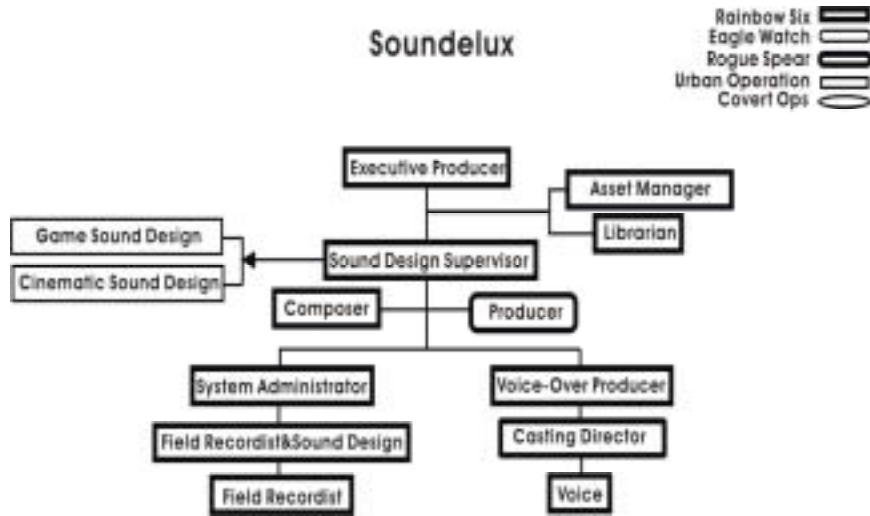 Soundelux
Rainbow Six
Eagle Watch
Rogue Spear
Urban Operation
Covert Ops
Executive Producer
Asset Manager
Librarian
Game Sound Design
Sound Design Supervisor
Cinematic Sound Design
Composer
Producer
System Administrator
Voice-Over Producer
Field Recordist&Sound Design
Casting Director
Field Recordist
Voice